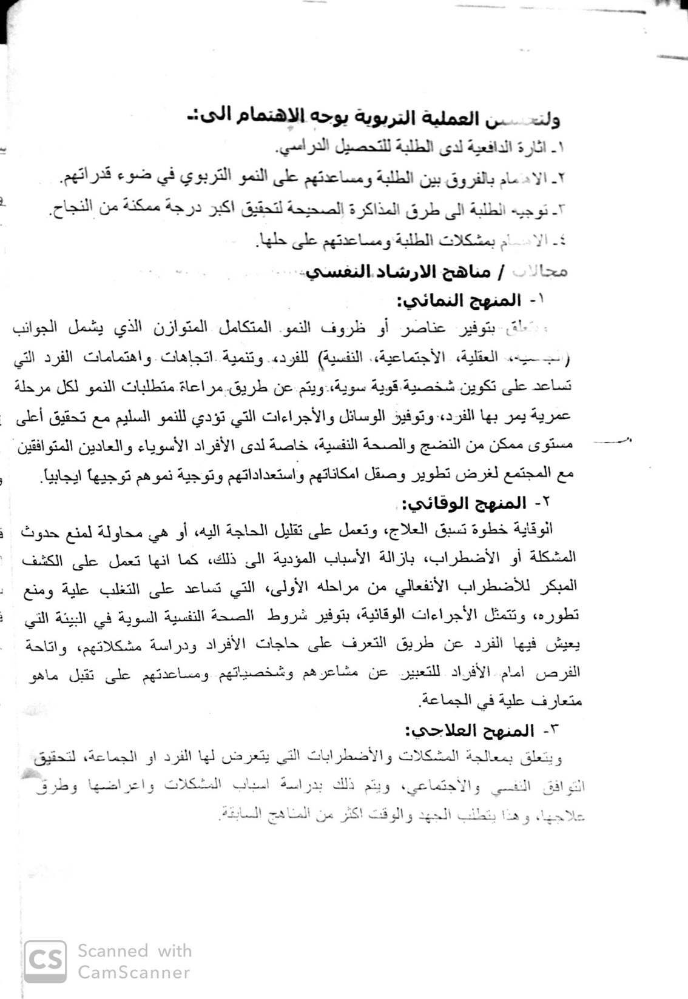 ولتحسين العملية التربوية يوجه الاهتمام الى:ـ
١ـ اثارة الدافعية لدى الطلبة للتحصيل الدراسي.
٢ـ الاهتمام بالفروق بين الطلبة ومساعدتهم على النمو التربوي في ضوء قدراتهم.
٣ـ توجيه الطلبة الى طرق المذاكرة الصحيحة لتحقيق اكبر درجة ممكنة من النجاح.
٤ـ الاهتمام بمشكلات الطلبة ومساعدتهم على حلها.
مجالات / مناهج الارشاد النفسي
١- المنهج النمائي:
ويتعلق بتوفير عناصر أو ظروف النمو المتكامل المتوازن الذي يشمل الجوانب
(الجسمية، العقلية، الأجتماعية، النفسية) للفرد، وتنمية اتجاهات واهتمامات الفرد التي
تساعد على تكوين شخصية قوية سوية، ويتم عن طريق مراعاة متطلبات النمو لكل مرحلة
عمرية يمر بها الفرد، وتوفير الوسائل والأجراءات التي تؤدي للنمو السليم مع تحقيق أعلى
مستوى ممكن من النضج والصحة النفسية، خاصة لدى الأفراد الأسوياء والعادين المتوافقين
مع المجتمع لغرض تطوير وصقل امكاناتهم واستعداداتهم وتوجية نموهم توجيهاً ايجابياً.
٢- المنهج الوقائي:
الوقاية خطوة تسبق العلاج، وتعمل على تقليل الحاجة اليه، أو هي محاولة لمنع حدوث
المشكلة أو الأضطراب، بازالة الأسباب المؤدية الى ذلك، كما انها تعمل على الكشف
المبكر للأضطراب الأنفعالي من مراحله الأولى، التي تساعد على التغلب علية ومنع
تطوره، وتتمثل الأجراءات الوقائية، بتوفير شروط الصحة النفسية السوية في البيئة التي
يعيش فيها الفرد عن طريق التعرف على حاجات الأفراد ودراسة مشكلاتهم، واتاحة
الفرص امام الأفراد للتعبير عن مشاعرهم وشخصياتهم ومساعدتهم على تقبل ماهو
متعارف علية في الجماعة.
٣- المنهج العلاجي:
ويتعلق بمعالجة المشكلات والأضطرابات التي يتعرض لها الفرد او الجماعة، لتحقيق
التوافق النفسي والأجتماعي، ويتم ذلك بدراسة اسباب المشكلات واعراضها وطرق
علاجها، وهذا يتطلب الجهد والوقت اكثر من المناهج السابقة.
CS Scanned with
CamScanner